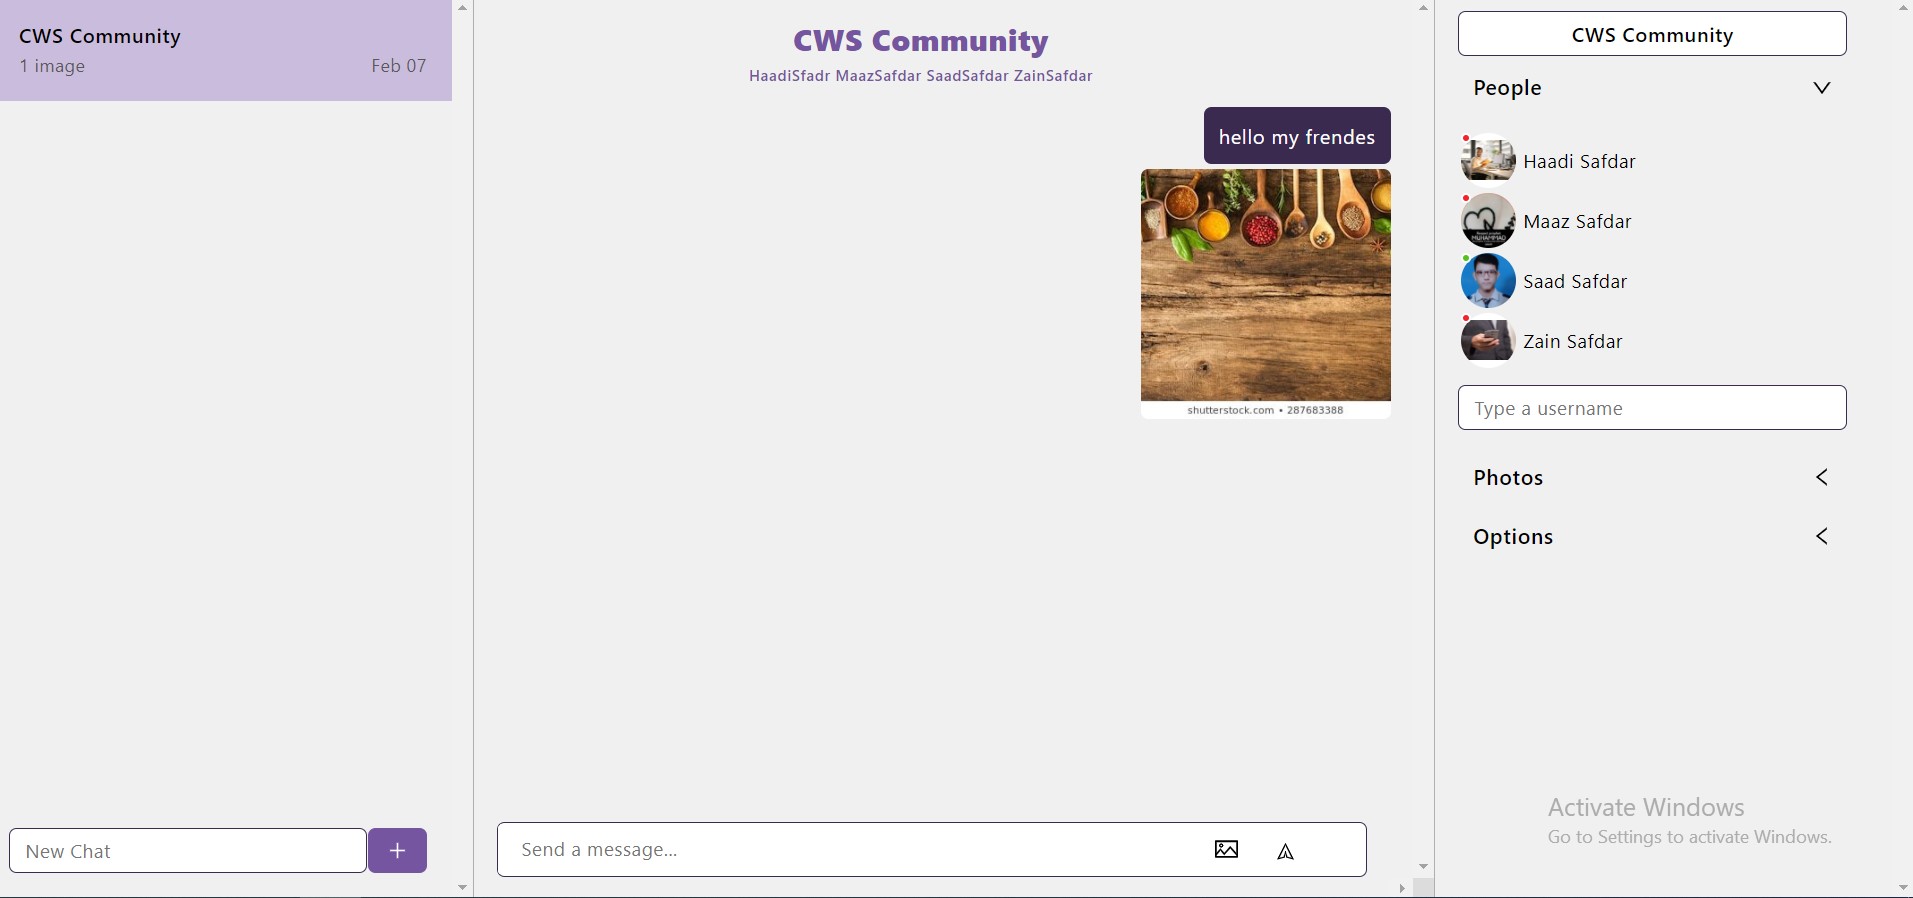 CWS Community
1 image
Feb 07
New Chat
+
CWS Community
HaadiSfadr MaazSafdar SaadSafdar ZainSafdar
hello my frendes
shutterstock.com • 287683388
Send a message...
CWS Community
People
Haadi Safdar
Maaz Safdar
MUHAMMAD
Saad Safdar
Zain Safdar
Type a username
Photos
Options
Activate Windows
Go to Settings to activate Windows.